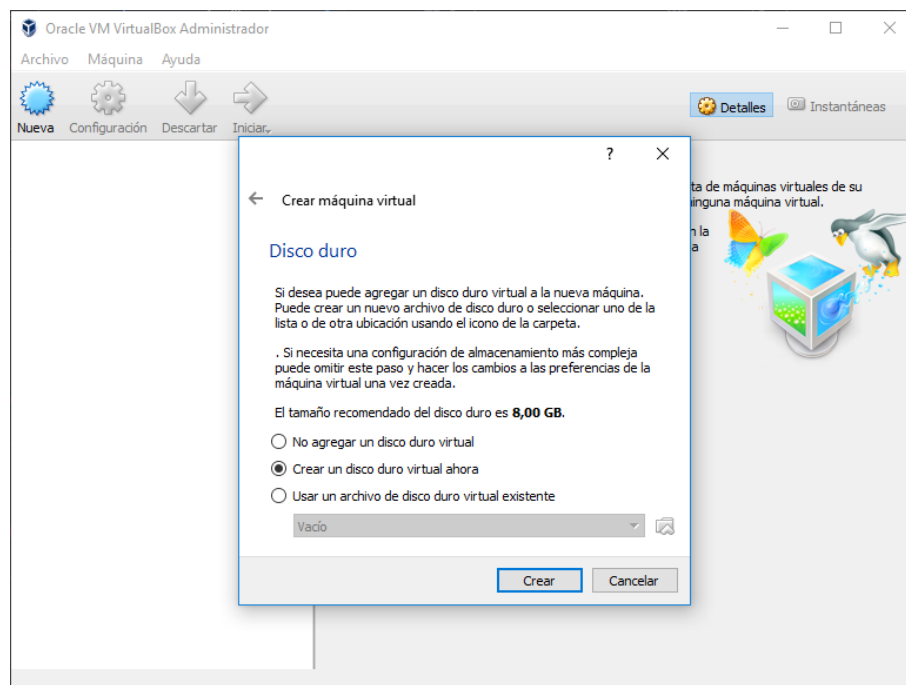 Oracle VM VirtualBox Administrador
Archivo Máquina Ayuda
Nueva Configuración Descartar Iniciar
Detalles Instantáneas
?
ta de máquinas virtuales de su
inguna máquina virtual.
n la
a
Crear máquina virtual
Disco duro
Si desea puede agregar un disco duro virtual a la nueva máquina.
Puede crear un nuevo archivo de disco duro o seleccionar uno de la
lista o de otra ubicación usando el icono de la carpeta.
. Si necesita una configuración de almacenamiento más compleja
puede omitir este paso y hacer los cambios a las preferencias de la
máquina virtual una vez creada.
El tamaño recomendado del disco duro es 8,00 GB.
No agregar un disco duro virtual
Crear un disco duro virtual ahora
Usar un archivo de disco duro virtual existente
Vacío
Crear Cancelar